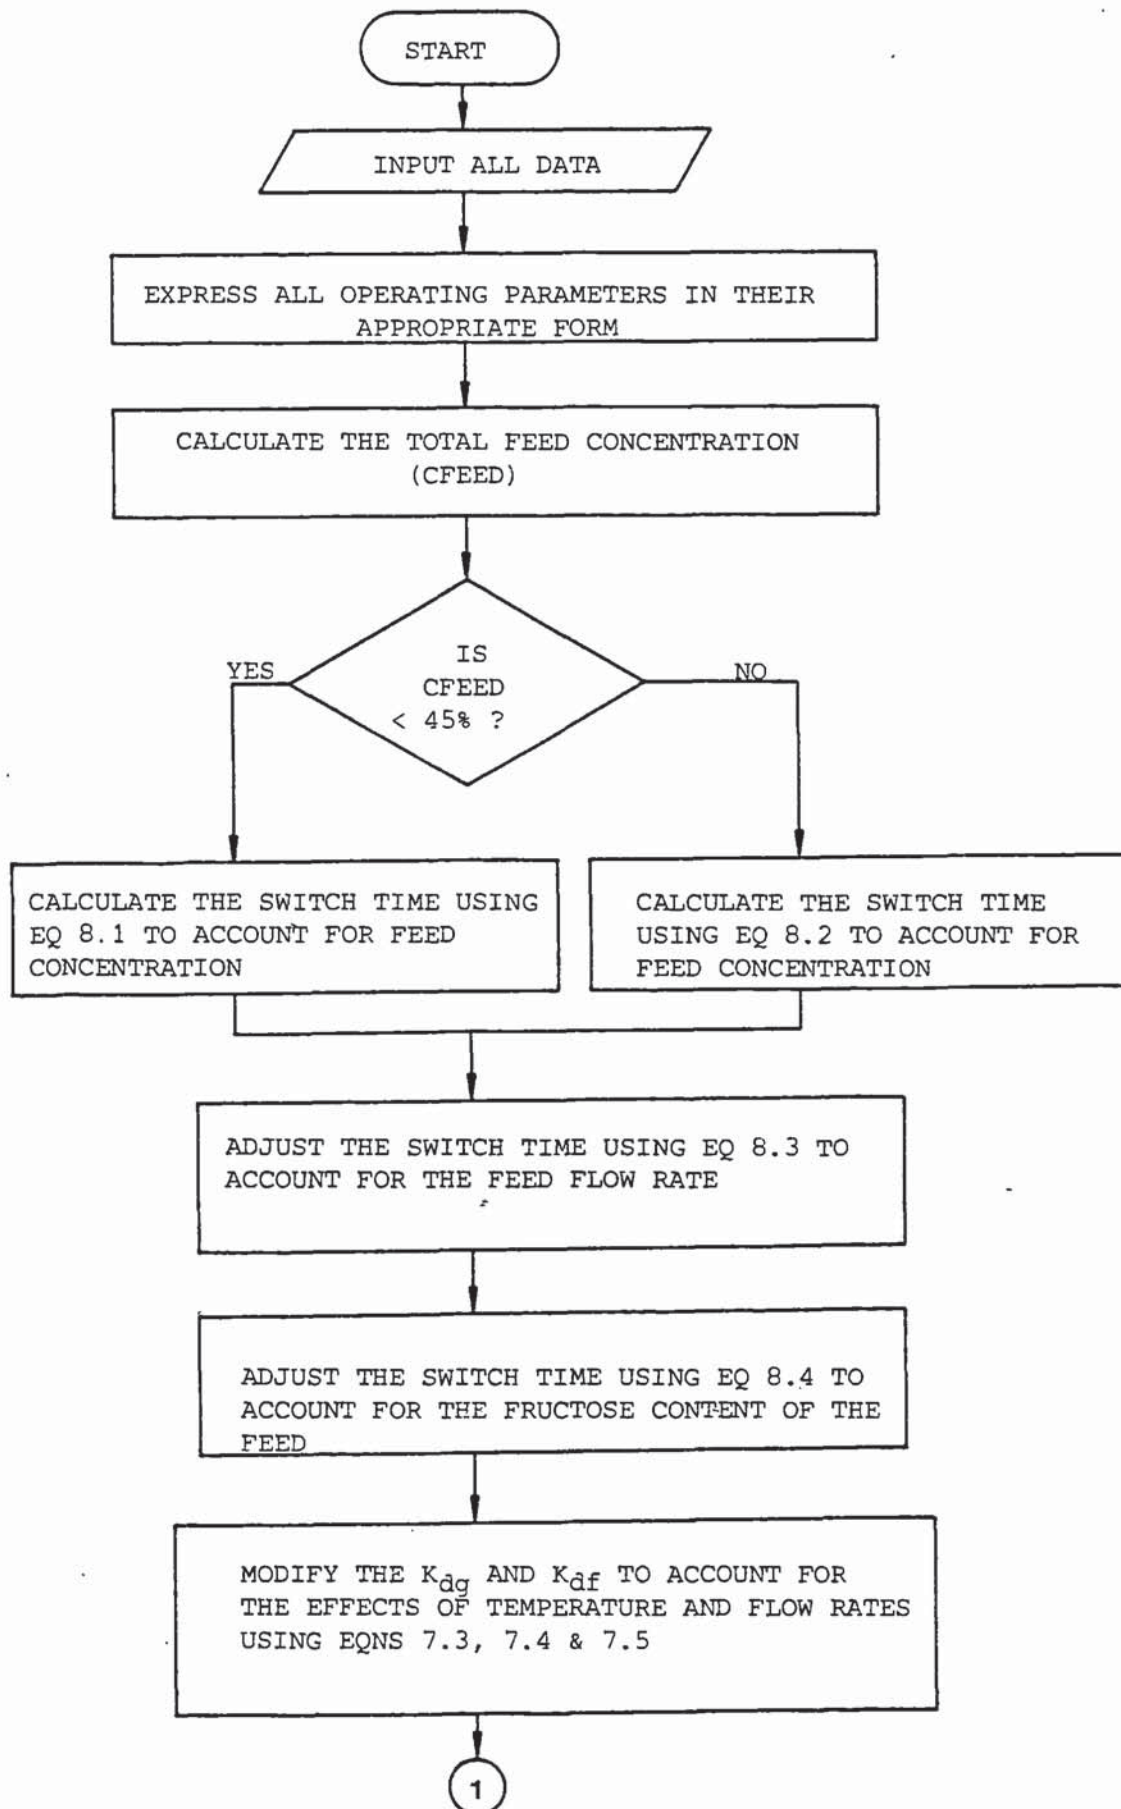 START
INPUT ALL DATA
EXPRESS ALL OPERATING PARAMETERS IN THEIR
APPROPRIATE FORM
CALCULATE THE TOTAL FEED CONCENTRATION
(CFEED)
IS
CFEED
< 45% ?
YES
NO
CALCULATE THE SWITCH TIME USING
EQ 8.1 TO ACCOUNT FOR FEED
CONCENTRATION
CALCULATE THE SWITCH TIME
USING EQ 8.2 TO ACCOUNT FOR
FEED CONCENTRATION
ADJUST THE SWITCH TIME USING EQ 8.3 TO
ACCOUNT FOR THE FEED FLOW RATE
ADJUST THE SWITCH TIME USING EQ 8.4 TO
ACCOUNT FOR THE FRUCTOSE CONTENT OF THE
FEED
MODIFY THE Kdg AND Kdf TO ACCOUNT FOR
THE EFFECTS OF TEMPERATURE AND FLOW RATES
USING EQNS 7.3, 7.4 & 7.5
1